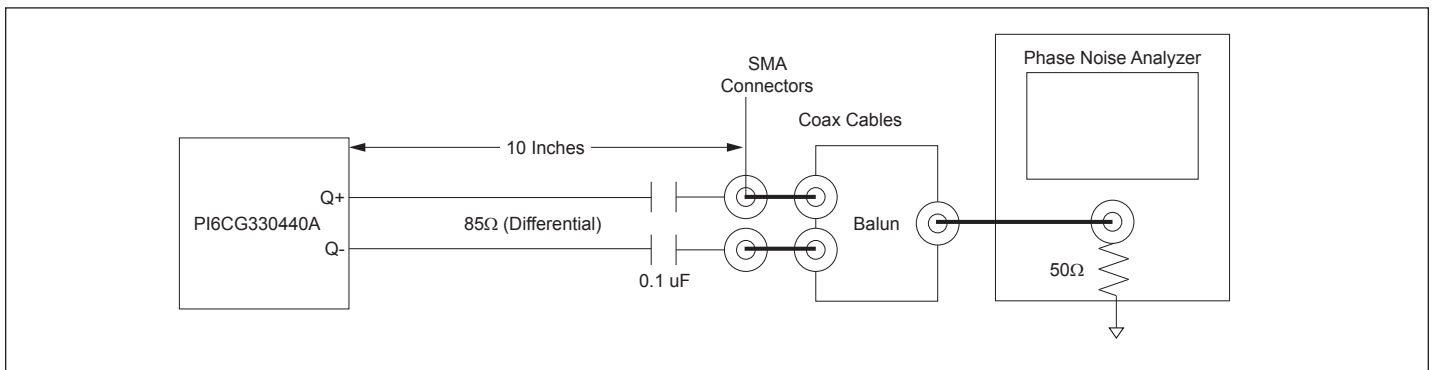 SMA
Connectors
Phase Noise Analyzer
Coax Cables
10 Inches
Q+
PI6CG330440A
85Ω (Differential)
Balun
Q-
0.1 uF
50Ω